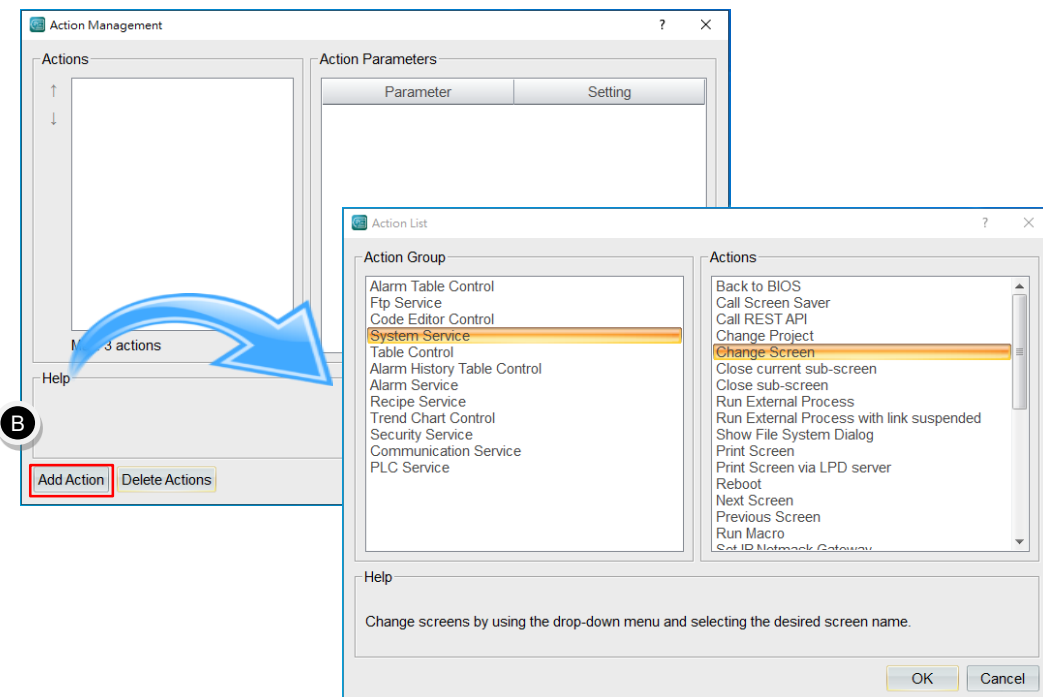 Action Management
Actions
Action Parameters
Parameter
Setting
3 actions
Help
B
Add Action
Delete Actions
Action List
Action Group
Alarm Table Control
Ftp Service
Code Editor Control
System Service
Table Control
Alarm History Table Control
Alarm Service
Recipe Service
Trend Chart Control
Security Service
Communication Service
PLC Service
Actions
Back to BIOS
Call Screen Saver
Call REST API
Change Project
Change Screen
Close current sub-screen
Close sub-screen
Run External Process
Run External Process with link suspended
Show File System Dialog
Print Screen
Print Screen via LPD server
Reboot
Next Screen
Previous Screen
Run Macro
Set IP Netmask Gateway
Help
Change screens by using the drop-down menu and selecting the desired screen name.
OK
Cancel